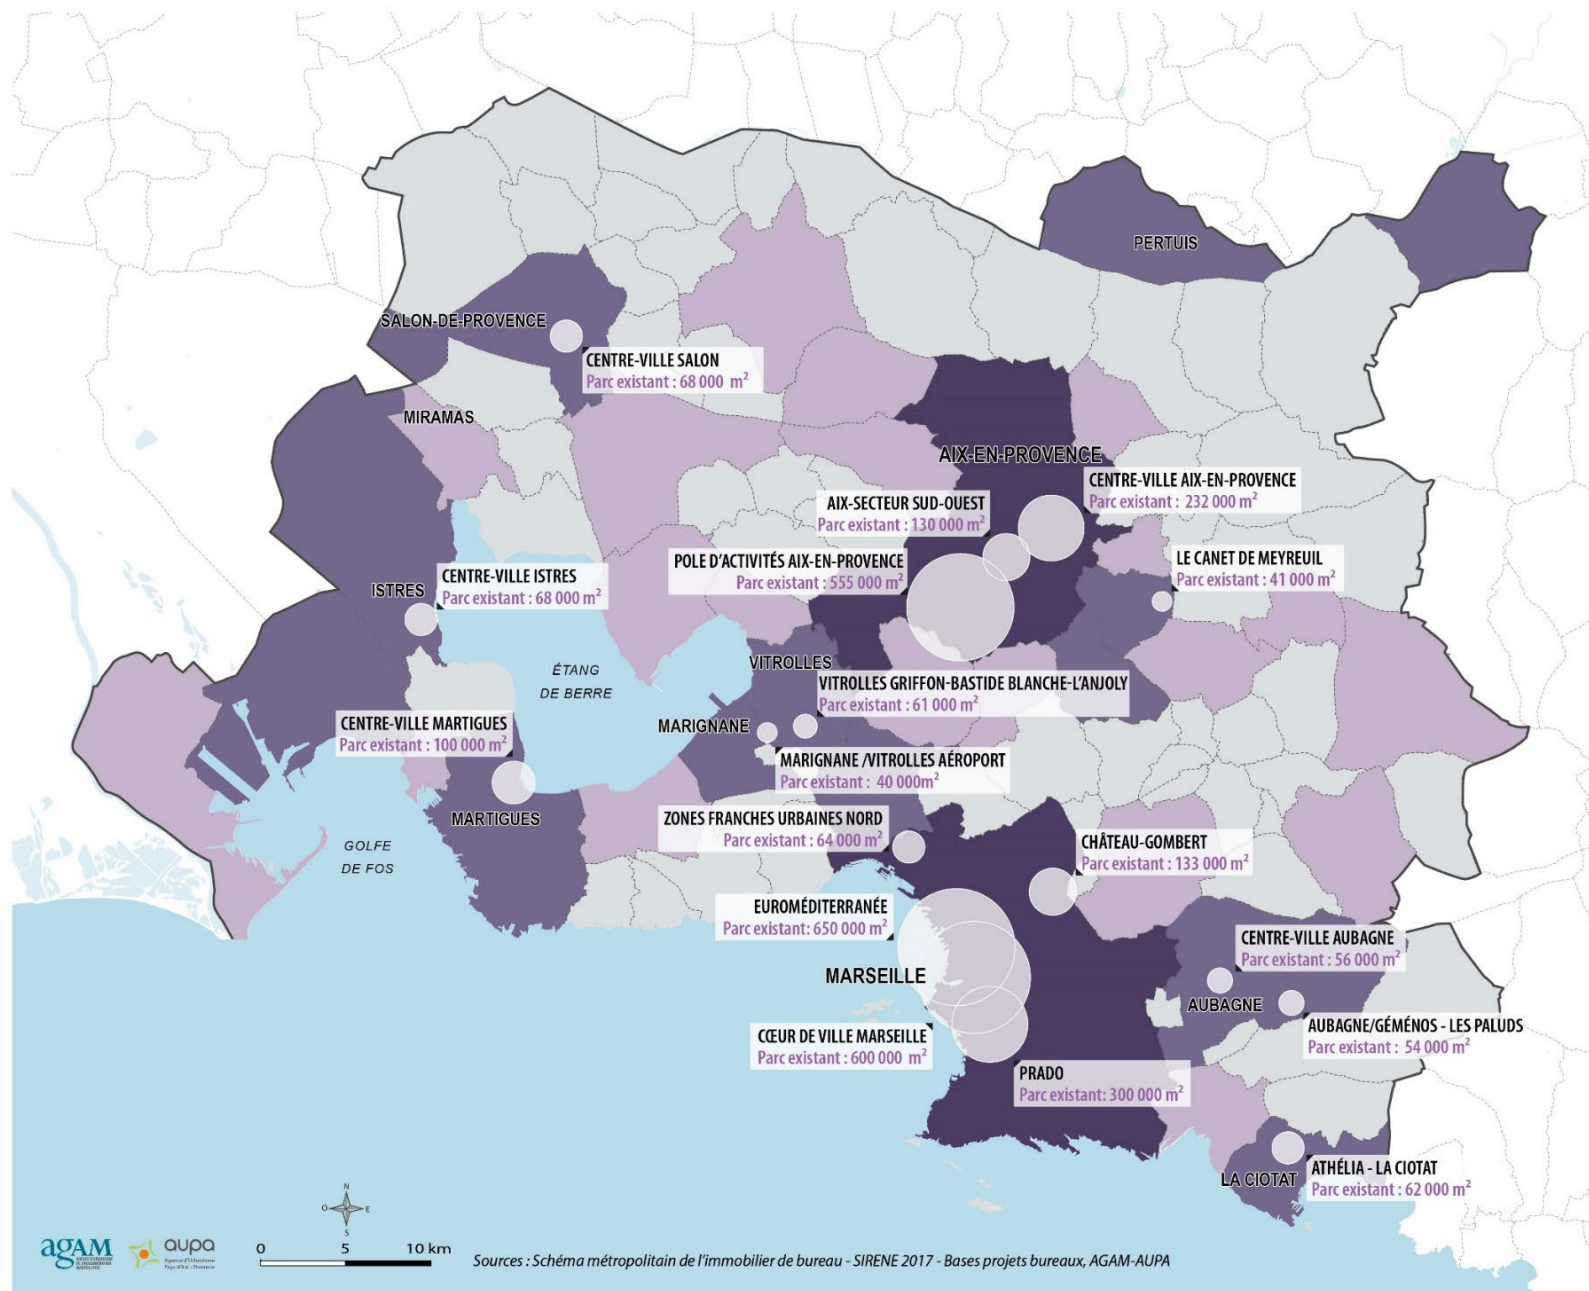 PERTUIS
SALON-DE-PROVENCE
CENTRE-VILLE SALON
Parc existant : 68 000 m²
MIRAMAS
AIX-EN-PROVENCE
CENTRE-VILLE AIX-EN-PROVENCE
Parc existant : 232 000 m²
AIX-SECTEUR SUD-OUEST
Parc existant : 130 000 m²
POLE D'ACTIVITÉS AIX-EN-PROVENCE
Parc existant : 555 000 m²
LE CANET DE MEYREUIL
Parc existant : 41 000 m²
ISTRES
CENTRE-VILLE ISTRES
Parc existant : 68 000 m²
ÉTANG
DE BERRE
VITROLLES
VITROLLES GRIFFON-BASTIDE BLANCHE-L'ANJOLY
Parc existant : 61 000 m²
MARIGNANE
CENTRE-VILLE MARTIGUES
Parc existant : 100 000 m²
MARIGNANE /VITROLLES AÉROPORT
Parc existant : 40 000m²
MARTIGUES
ZONES FRANCHES URBAINES NORD
Parc existant : 64 000 m²
CHÂTEAU-GOMBERT
Parc existant : 133 000 m²
GOLFE
DE FOS
EUROMÉDITERRANÉE
Parc existant: 650 000 m²
CENTRE-VILLE AUBAGNE
Parc existant : 56 000 m²
MARSEILLE
AUBAGNE
AUBAGNE/GÉMÉNOS - LES PALUDS
Parc existant : 54 000 m²
CŒUR DE VILLE MARSEILLE
Parc existant : 600 000 m²
PRADO
Parc existant: 300 000 m²
LA CIOTAT
ATHÉLIA - LA CIOTAT
Parc existant : 62 000 m²
N
O E
S
agAM
aupa
Agence d'Urbanisme
Pays d'Aix - Durance
0 5 10 km
Sources : Schéma métropolitain de l'immobilier de bureau - SIRENE 2017 - Bases projets bureaux, AGAM-AUPA